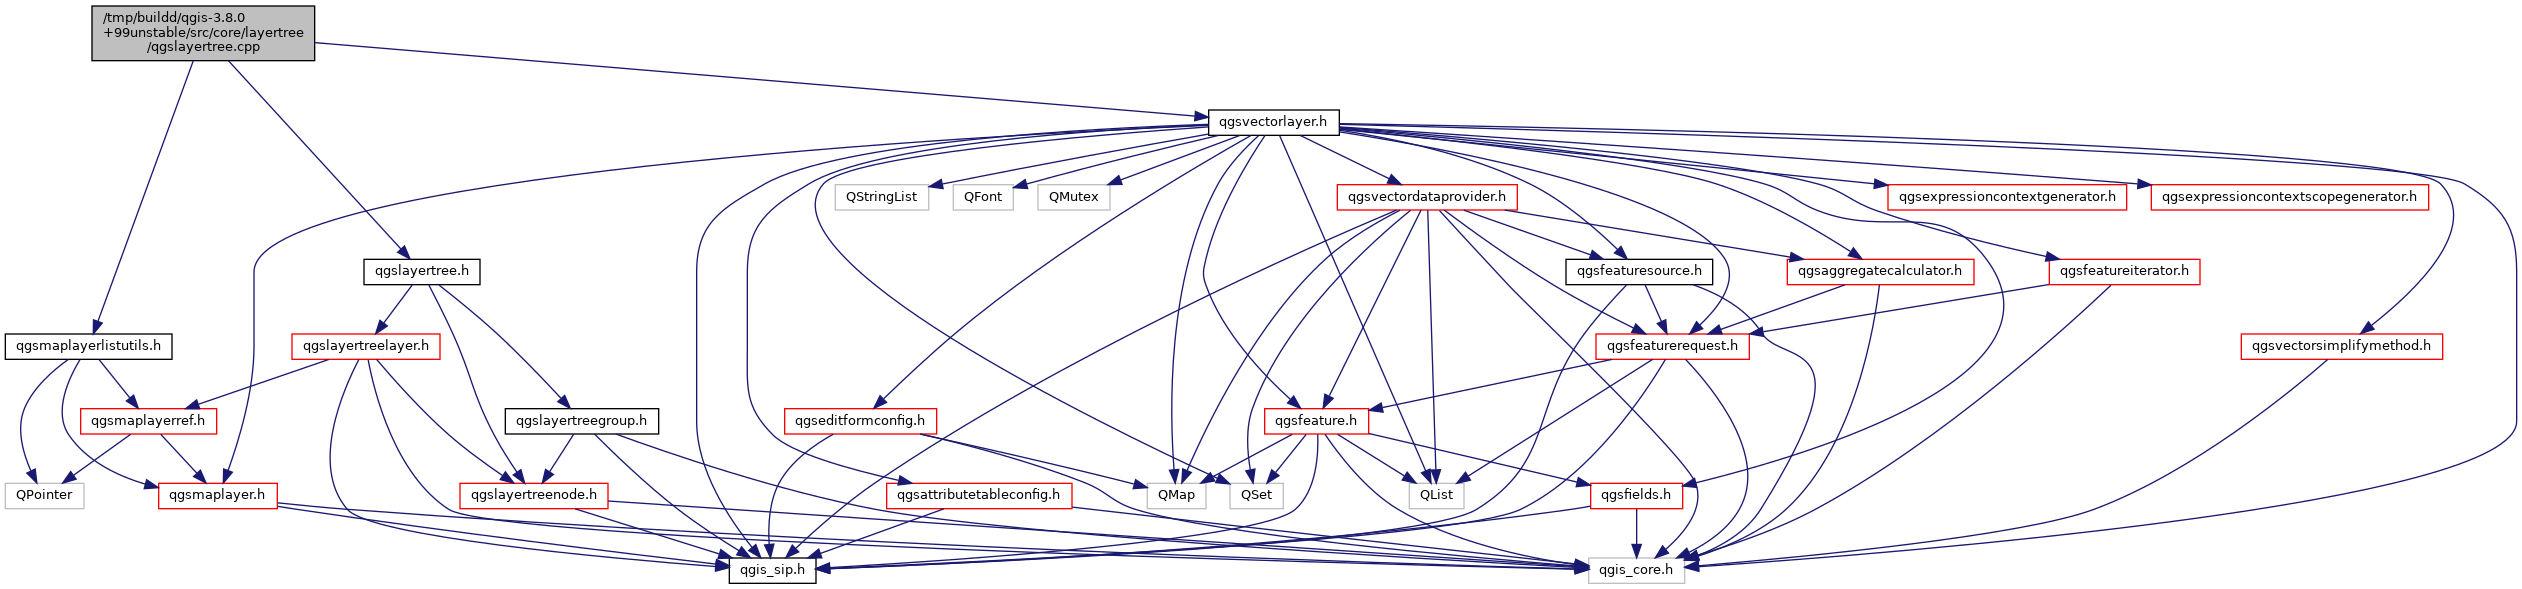 /tmp/buildd/qgis-3.8.0
+99unstable/src/core/layertree
/qgslayertree.cpp
qgsvectorlayer.h
QStringList
QFont
QMutex
qgsvectordataprovider.h
qgsexpressioncontextgenerator.h
qgsexpressioncontextscopegenerator.h
qgslayertree.h
qgsfeaturesource.h
qgsaggregatecalculator.h
qgsfeatureiterator.h
qgsmaplayerlistutils.h
qgslayertreelayer.h
qgsfeaturerequest.h
qgsvectorsimplifymethod.h
qgsmaplayerref.h
qgslayertreegroup.h
qgseditformconfig.h
qgsfeature.h
QPointer
qgsmaplayer.h
qgslayertreenode.h
qgsattributetableconfig.h
QMap
QSet
QList
qgsfields.h
qgis_sip.h
qgis_core.h